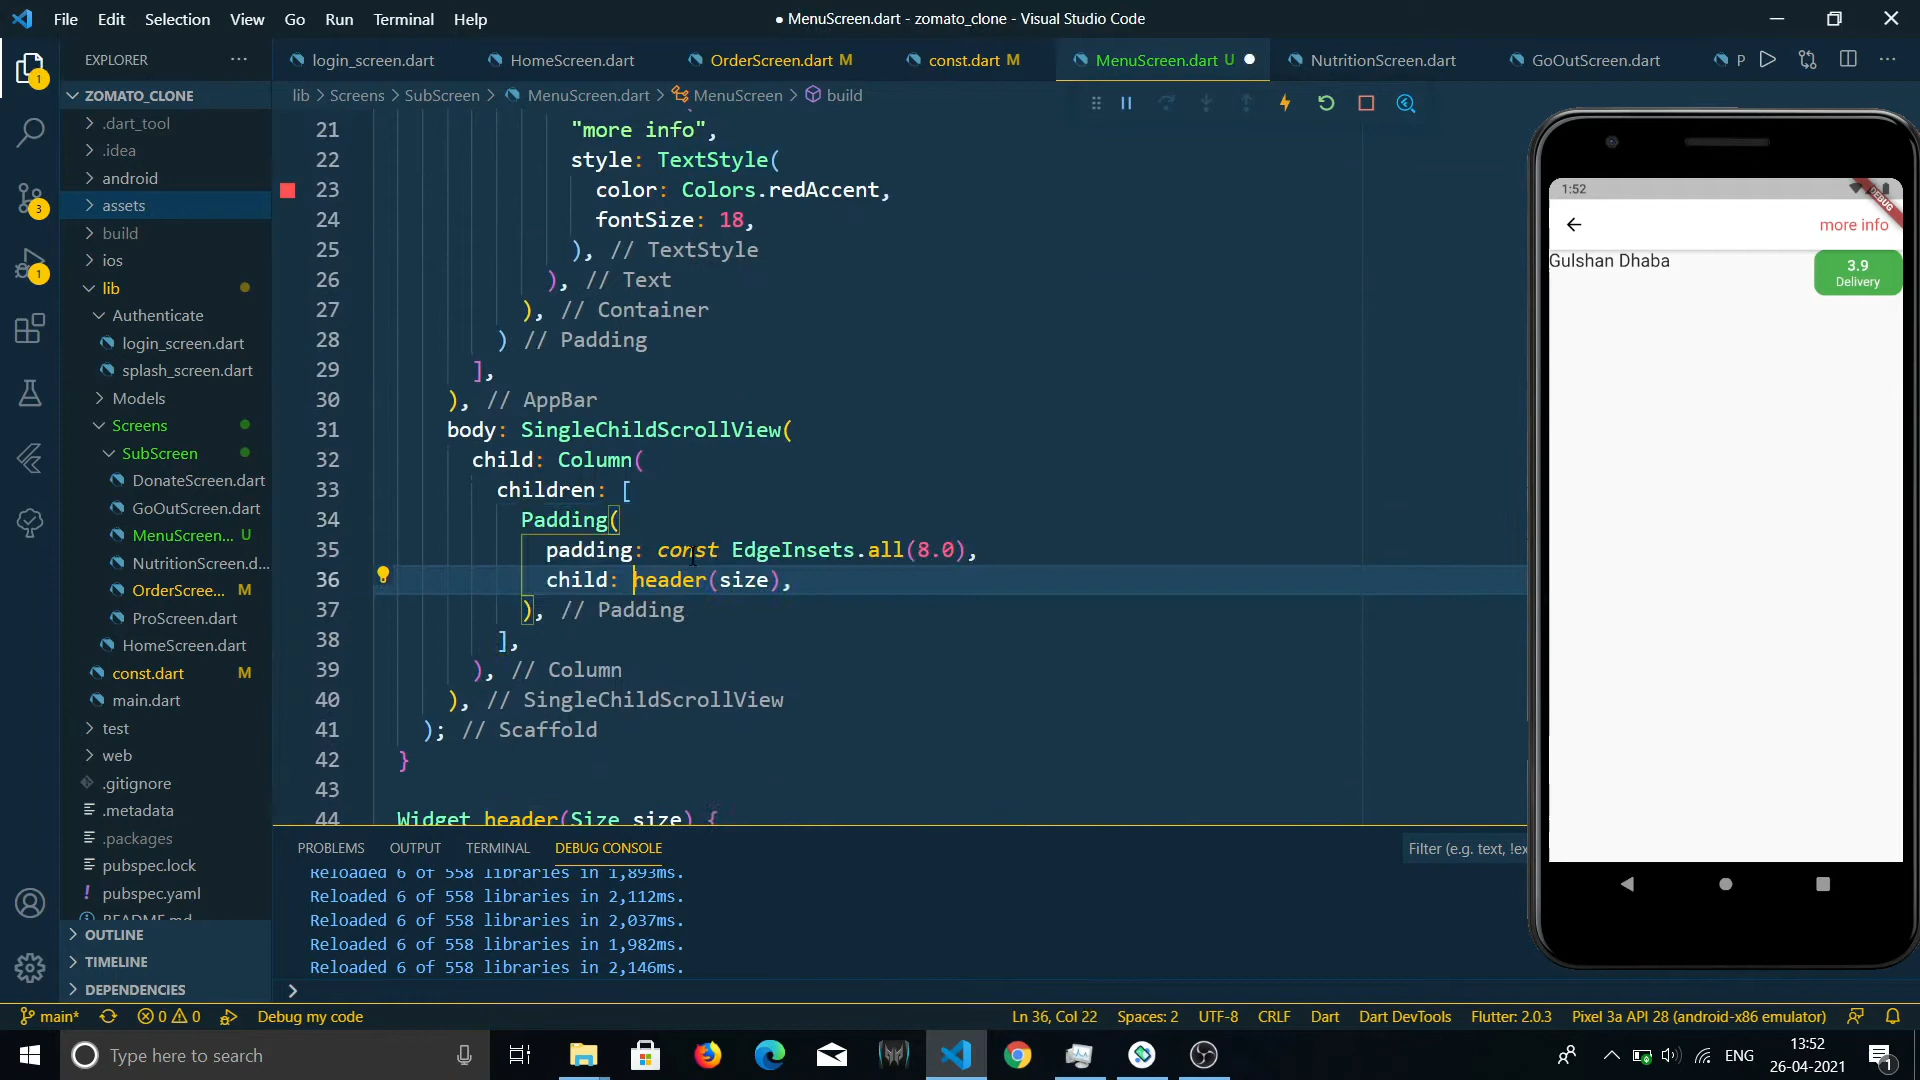 File Edit Selection View Go Run Terminal Help
● MenuScreen.dart - zomato_clone - Visual Studio Code
EXPLORER
login_screen.dart HomeScreen.dart OrderScreen.dart M const.dart M MenuScreen.dart U NutritionScreen.dart GoOutScreen.dart P
ZOMATO_CLONE
lib > Screens > SubScreen > MenuScreen.dart > MenuScreen > build
.dart_tool
.idea
android
assets
build
ios
lib
Authenticate
login_screen.dart
splash_screen.dart
Models
Screens
SubScreen
DonateScreen.dart
GoOutScreen.dart
MenuScreen... U
NutritionScreen.d...
OrderScree... M
ProScreen.dart
HomeScreen.dart
const.dart M
main.dart
test
web
.gitignore
.metadata
.packages
pubspec.lock
pubspec.yaml
README.md
OUTLINE
TIMELINE
DEPENDENCIES
21 "more info",
22 style: TextStyle(
23 color: Colors.redAccent,
24 fontSize: 18,
25 ), // TextStyle
26 ), // Text
27 ), // Container
28 ) // Padding
29 ],
30 ), // AppBar
31 body: SingleChildScrollView(
32 child: Column(
33 children: [
34 Padding(
35 padding: const EdgeInsets.all(8.0),
36 child: header(size),
37 ), // Padding
38 ],
39 ), // Column
40 ), // SingleChildScrollView
41 ); // Scaffold
42 }
43
44 Widget header(Size size) {
PROBLEMS OUTPUT TERMINAL DEBUG CONSOLE
Filter (e.g. text, !ex
Reloaded 6 of 558 libraries in 1,893ms.
Reloaded 6 of 558 libraries in 2,112ms.
Reloaded 6 of 558 libraries in 2,037ms.
Reloaded 6 of 558 libraries in 1,982ms.
Reloaded 6 of 558 libraries in 2,146ms.
1:52
DEBUG
more info
Gulshan Dhaba
3.9
Delivery
main* 0 0 Debug my code
Ln 36, Col 22 Spaces: 2 UTF-8 CRLF Dart Dart DevTools Flutter: 2.0.3 Pixel 3a API 28 (android-x86 emulator)
Type here to search
ENG
13:52
26-04-2021
1